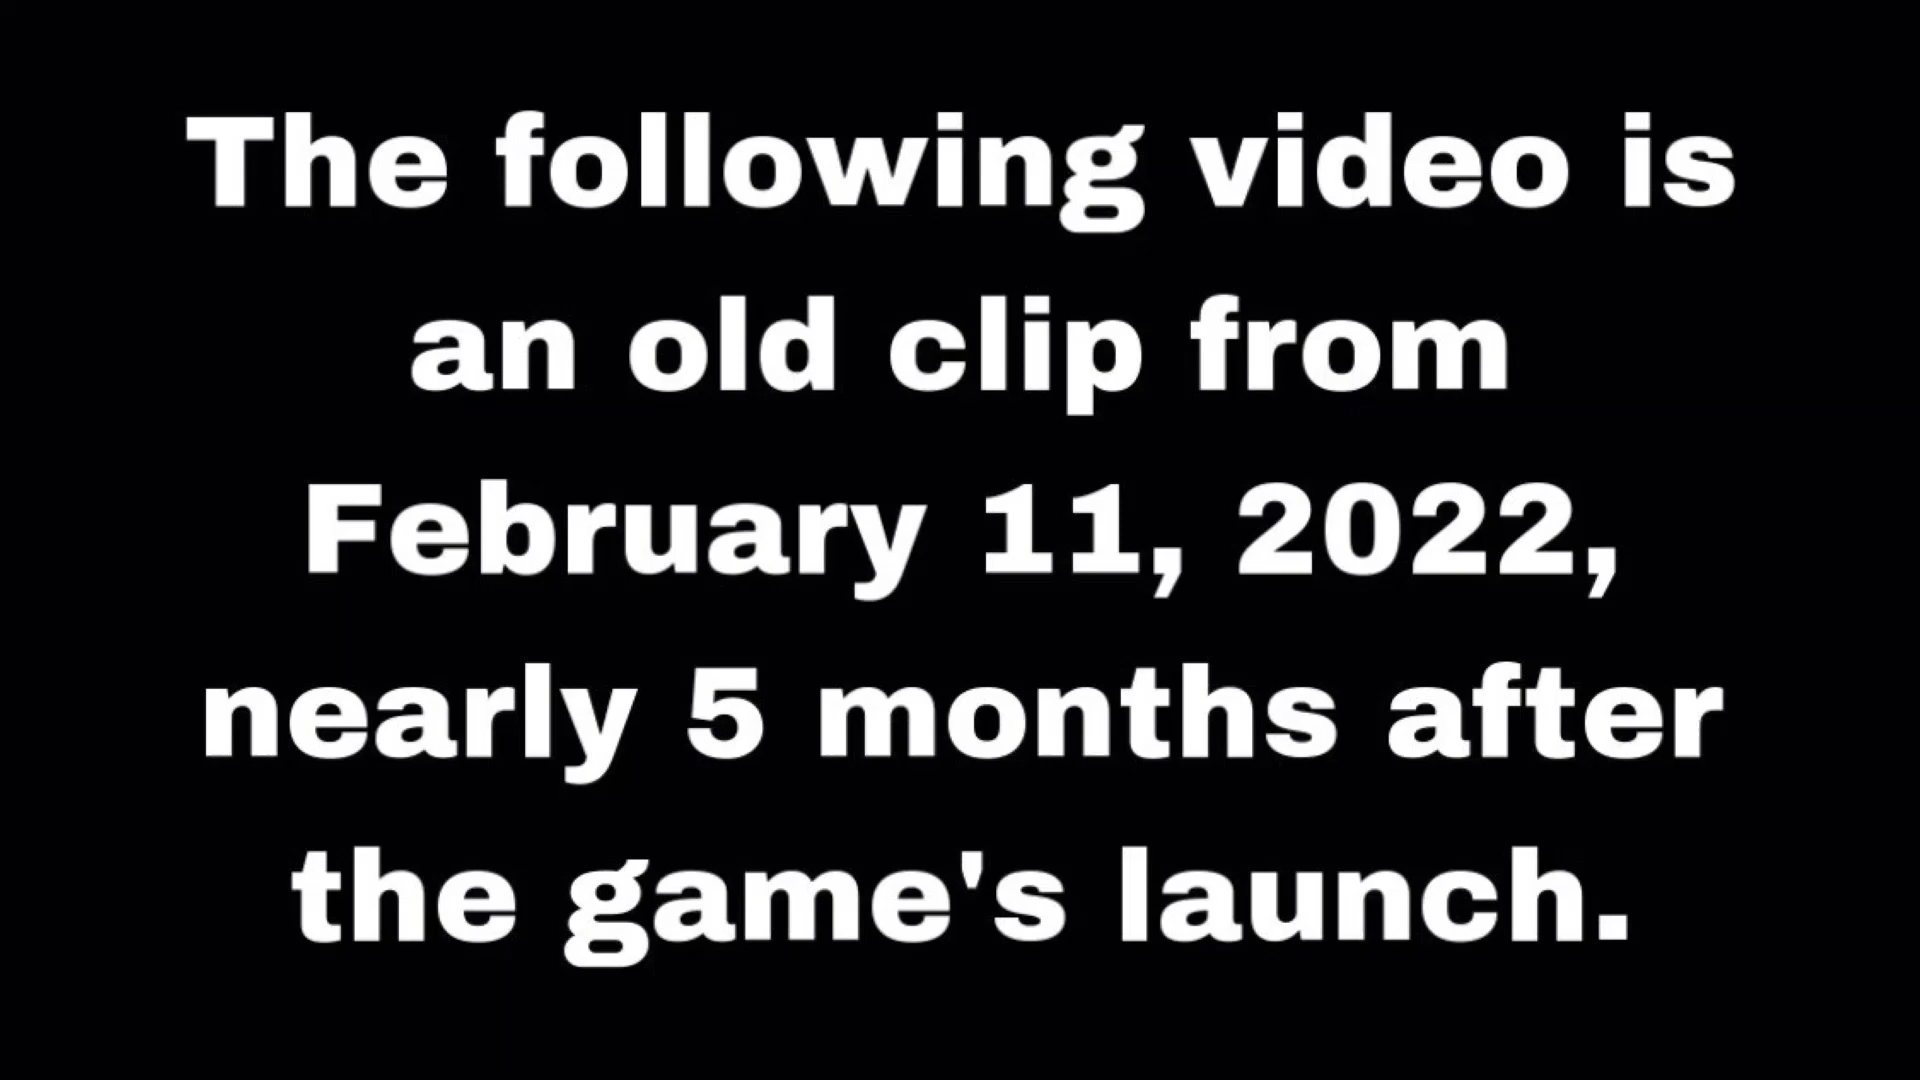 The following video is
an old clip from
February 11, 2022,
nearly 5 months after
the game's launch.